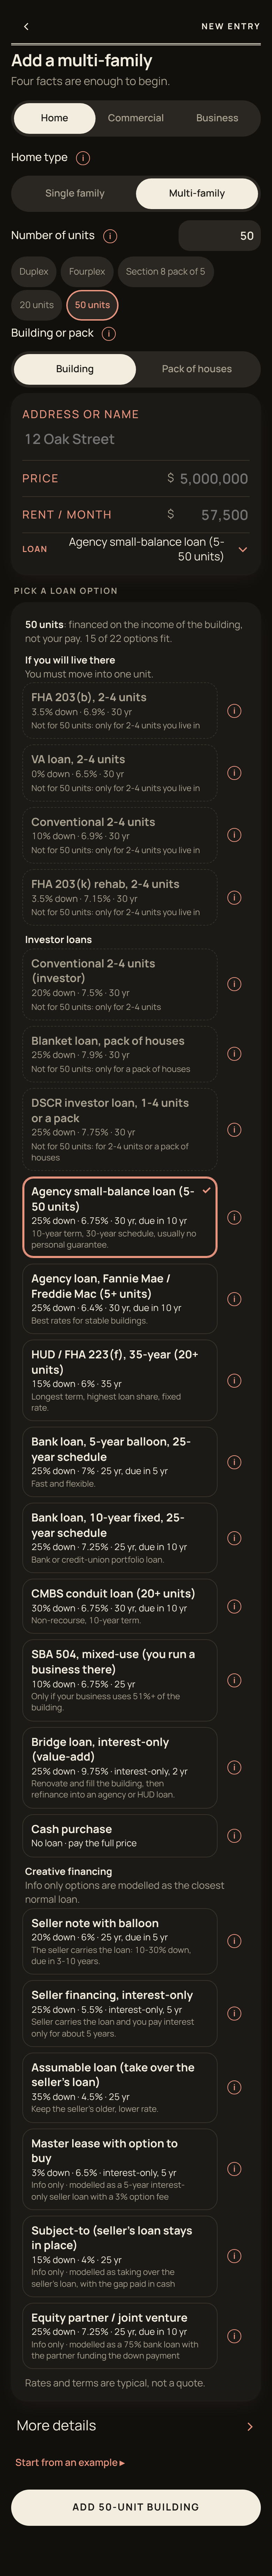 NEW ENTRY
Add a multi-family
Four facts are enough to begin.
Home Commercial Business
Home type i
Single family Multi-family
Number of units i 50
Duplex Fourplex Section 8 pack of 5
20 units 50 units
Building or pack i
Building Pack of houses
ADDRESS OR NAME
12 Oak Street
PRICE $ 5,000,000
RENT / MONTH $ 57,500
LOAN Agency small-balance loan (5-
50 units)
PICK A LOAN OPTION
50 units: financed on the income of the building,
not your pay. 15 of 22 options fit.
If you will live there
You must move into one unit.
FHA 203(b), 2-4 units
3.5% down · 6.9% · 30 yr
Not for 50 units: only for 2-4 units you live in
i
VA loan, 2-4 units
0% down · 6.5% · 30 yr
Not for 50 units: only for 2-4 units you live in
i
Conventional 2-4 units
10% down · 6.9% · 30 yr
Not for 50 units: only for 2-4 units you live in
i
FHA 203(k) rehab, 2-4 units
3.5% down · 7.15% · 30 yr
Not for 50 units: only for 2-4 units you live in
i
Investor loans
Conventional 2-4 units
(investor)
20% down · 7.5% · 30 yr
Not for 50 units: only for 2-4 units
i
Blanket loan, pack of houses
25% down · 7.9% · 30 yr
Not for 50 units: only for a pack of houses
i
DSCR investor loan, 1-4 units
or a pack
25% down · 7.75% · 30 yr
Not for 50 units: for 2-4 units or a pack of
houses
i
Agency small-balance loan (5-
50 units)
25% down · 6.75% · 30 yr, due in 10 yr
10-year term, 30-year schedule, usually no
personal guarantee.
i
Agency loan, Fannie Mae /
Freddie Mac (5+ units)
25% down · 6.4% · 30 yr, due in 10 yr
Best rates for stable buildings.
i
HUD / FHA 223(f), 35-year (20+
units)
15% down · 6% · 35 yr
Longest term, highest loan share, fixed
rate.
i
Bank loan, 5-year balloon, 25-
year schedule
25% down · 7% · 25 yr, due in 5 yr
Fast and flexible.
i
Bank loan, 10-year fixed, 25-
year schedule
25% down · 7.25% · 25 yr, due in 10 yr
Bank or credit-union portfolio loan.
i
CMBS conduit loan (20+ units)
30% down · 6.75% · 30 yr, due in 10 yr
Non-recourse, 10-year term.
i
SBA 504, mixed-use (you run a
business there)
10% down · 6.75% · 25 yr
Only if your business uses 51%+ of the
building.
i
Bridge loan, interest-only
(value-add)
25% down · 9.75% · interest-only, 2 yr
Renovate and fill the building, then
refinance into an agency or HUD loan.
i
Cash purchase
No loan · pay the full price
i
Creative financing
Info only options are modelled as the closest
normal loan.
Seller note with balloon
20% down · 6% · 25 yr, due in 5 yr
The seller carries the loan: 10-30% down,
due in 3-10 years.
i
Seller financing, interest-only
25% down · 5.5% · interest-only, 5 yr
Seller carries the loan and you pay interest
only for about 5 years.
i
Assumable loan (take over the
seller's loan)
35% down · 4.5% · 25 yr
Keep the seller's older, lower rate.
i
Master lease with option to
buy
3% down · 6.5% · interest-only, 5 yr
Info only · modelled as a 5-year interest-
only seller loan with a 3% option fee
i
Subject-to (seller's loan stays
in place)
15% down · 4% · 25 yr
Info only · modelled as taking over the
seller's loan, with the gap paid in cash
i
Equity partner / joint venture
25% down · 7.25% · 25 yr, due in 10 yr
Info only · modelled as a 75% bank loan with
the partner funding the down payment
i
Rates and terms are typical, not a quote.
More details
Start from an example ▸
ADD 50-UNIT BUILDING